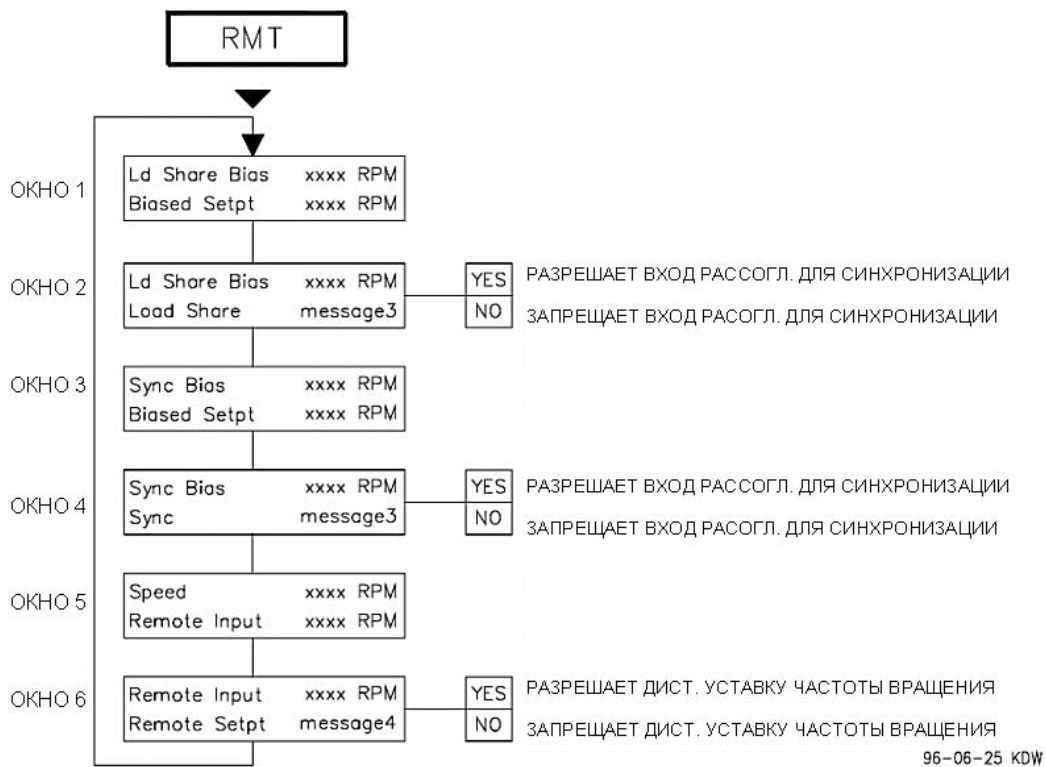 RMT
ОКНО 1
Ld Share Bias xxxx RPM
Biased Setpt xxxx RPM
ОКНО 2
Ld Share Bias xxxx RPM
Load Share message3
YES РАЗРЕШАЕТ ВХОД РАССОГЛ. ДЛЯ СИНХРОНИЗАЦИИ
NO ЗАПРЕЩАЕТ ВХОД РАСОГЛ. ДЛЯ СИНХРОНИЗАЦИИ
ОКНО 3
Sync Bias xxxx RPM
Biased Setpt xxxx RPM
ОКНО 4
Sync Bias xxxx RPM
Sync message3
YES РАЗРЕШАЕТ ВХОД РАССОГЛ. ДЛЯ СИНХРОНИЗАЦИИ
NO ЗАПРЕЩАЕТ ВХОД РАСОГЛ. ДЛЯ СИНХРОНИЗАЦИИ
ОКНО 5
Speed xxxx RPM
Remote Input xxxx RPM
ОКНО 6
Remote Input xxxx RPM
Remote Setpt message4
YES РАЗРЕШАЕТ ДИСТ. УСТАВКУ ЧАСТОТЫ ВРАЩЕНИЯ
NO ЗАПРЕЩАЕТ ДИСТ. УСТАВКУ ЧАСТОТЫ ВРАЩЕНИЯ
96-06-25 KDW